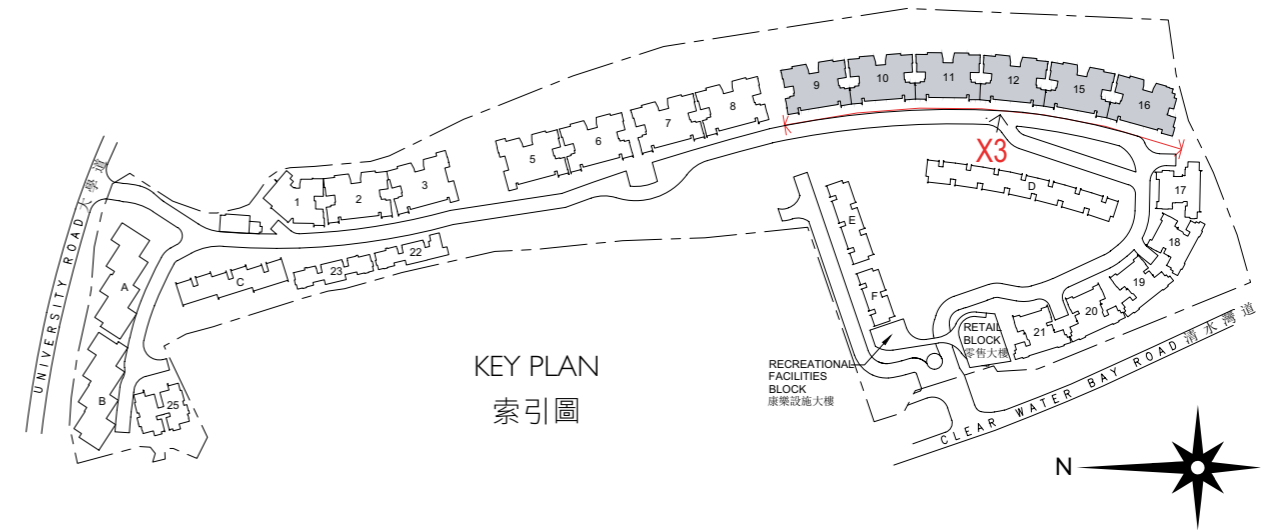 9
10
11
12
15
16
8
7
6
5
X3
3
2
1
D
17
E
18
22
23
C
19
A
F
20
21
UNIVERSITY ROAD 大學道
RETAIL
BLOCK
零售大樓
RECREATIONAL
FACILITIES
BLOCK
康樂設施大樓
KEY PLAN
索引圖
B
25
CLEAR WATER BAY ROAD 清水灣道
N